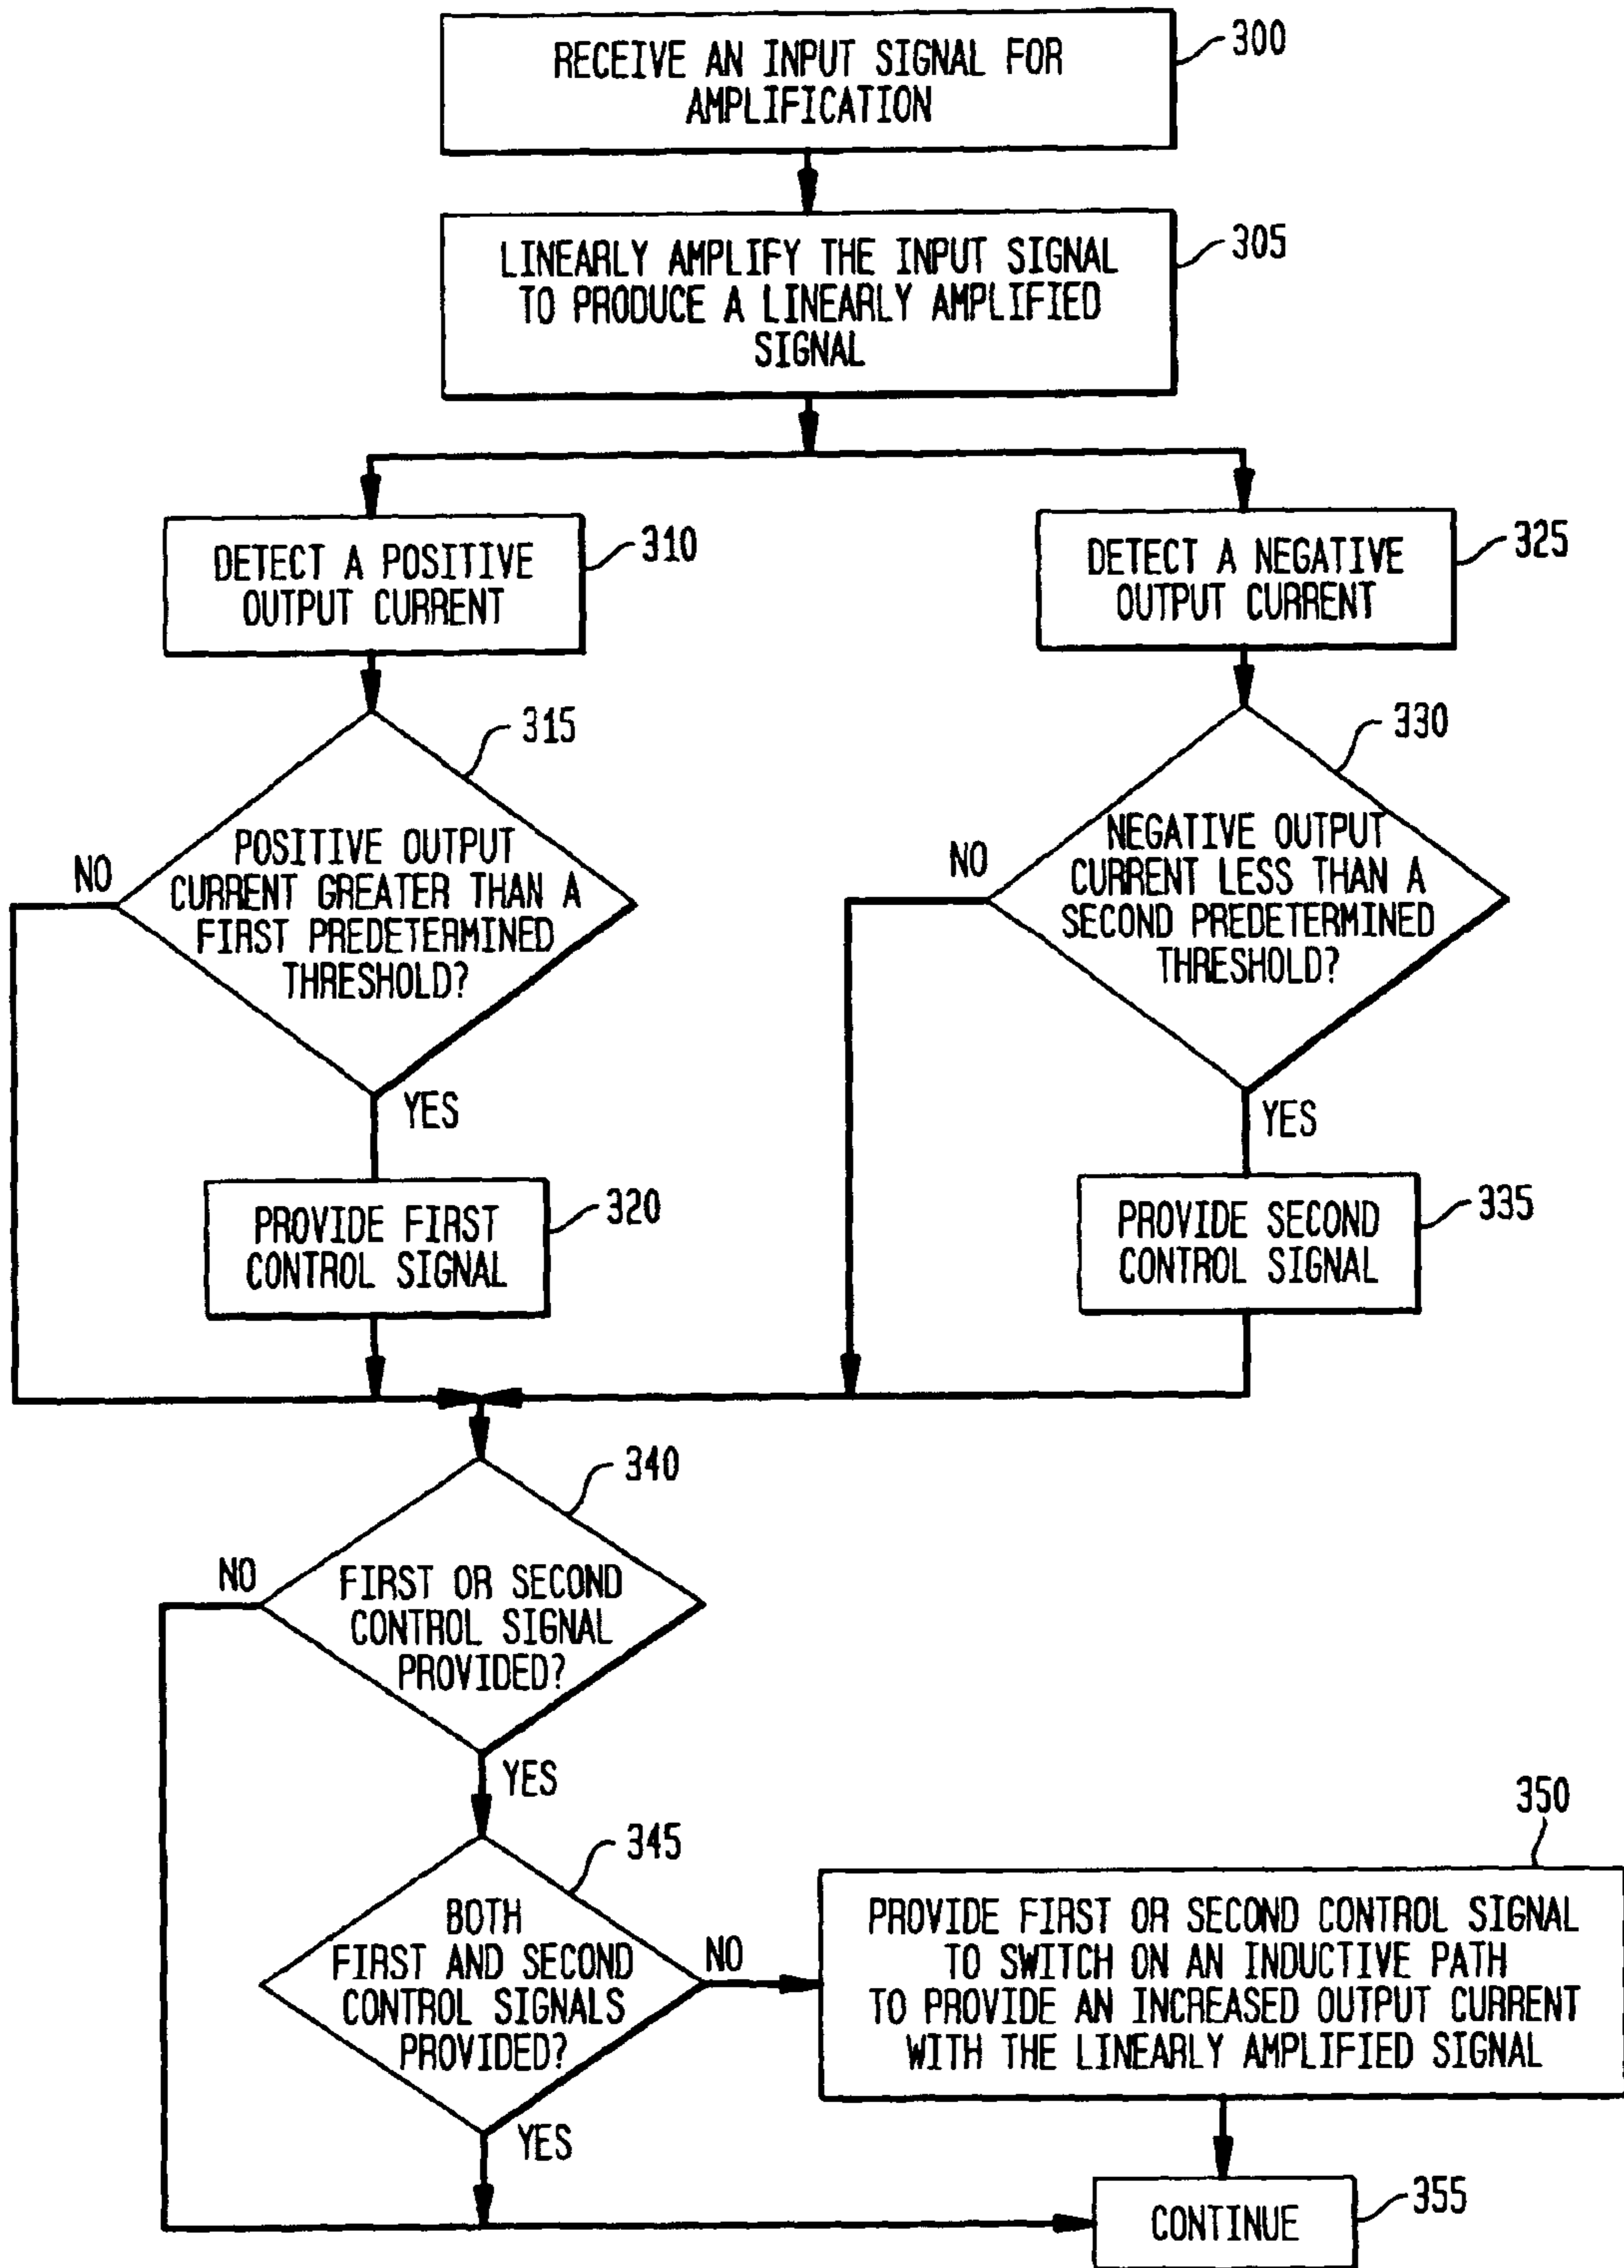 RECEIVE AN INPUT SIGNAL FOR
AMPLIFICATION
300
LINEARLY AMPLIFY THE INPUT SIGNAL
TO PRODUCE A LINEARLY AMPLIFIED
SIGNAL
305
DETECT A POSITIVE
OUTPUT CURRENT
310
DETECT A NEGATIVE
OUTPUT CURRENT
325
315
POSITIVE OUTPUT
CURRENT GREATER THAN A
FIRST PREDETERMINED
THRESHOLD?
NO
YES
330
NEGATIVE OUTPUT
CURRENT LESS THAN A
SECOND PREDETERMINED
THRESHOLD?
NO
YES
PROVIDE FIRST
CONTROL SIGNAL
320
PROVIDE SECOND
CONTROL SIGNAL
335
340
NO
FIRST OR SECOND
CONTROL SIGNAL
PROVIDED?
YES
345
BOTH
FIRST AND SECOND
CONTROL SIGNALS
PROVIDED?
NO
YES
350
PROVIDE FIRST OR SECOND CONTROL SIGNAL
TO SWITCH ON AN INDUCTIVE PATH
TO PROVIDE AN INCREASED OUTPUT CURRENT
WITH THE LINEARLY AMPLIFIED SIGNAL
CONTINUE
355